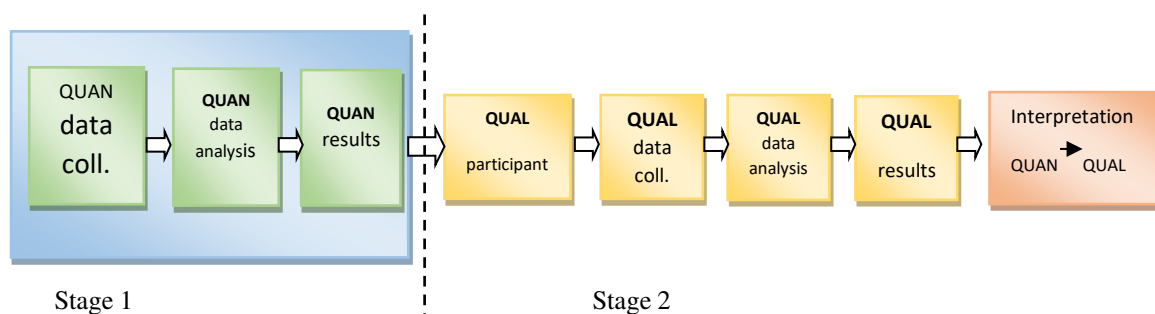 QUAN
data
coll.
QUAN
data
analysis
QUAN
results
QUAL
participant
QUAL
data
coll.
QUAL
data
analysis
QUAL
results
Interpretation
QUAN QUAL
Stage 1
Stage 2